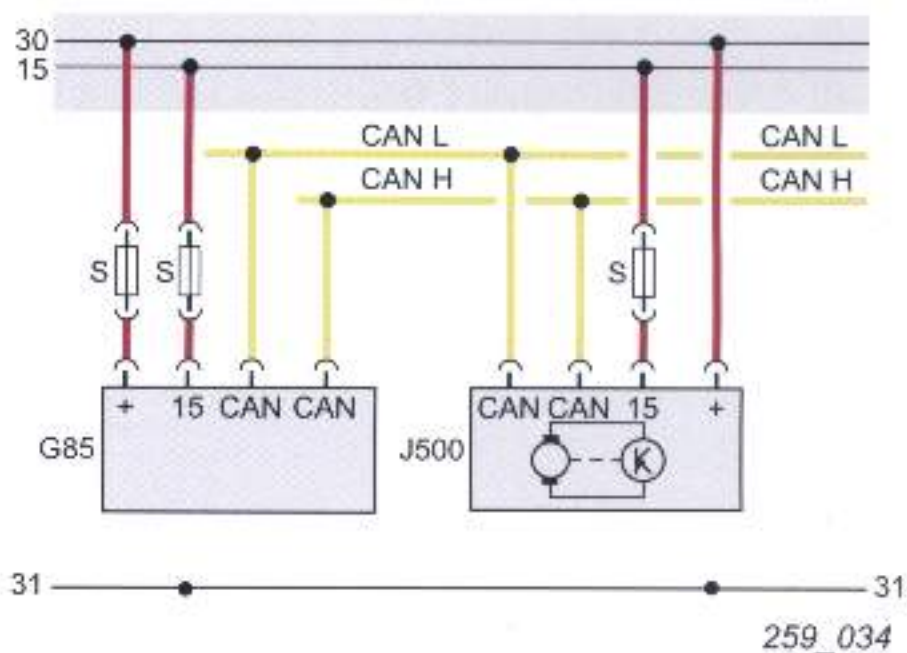 30
15
CAN L CAN L
CAN H CAN H
S S S
+ 15 CAN CAN CAN CAN 15 +
G85 J500 K
31 31
259_034